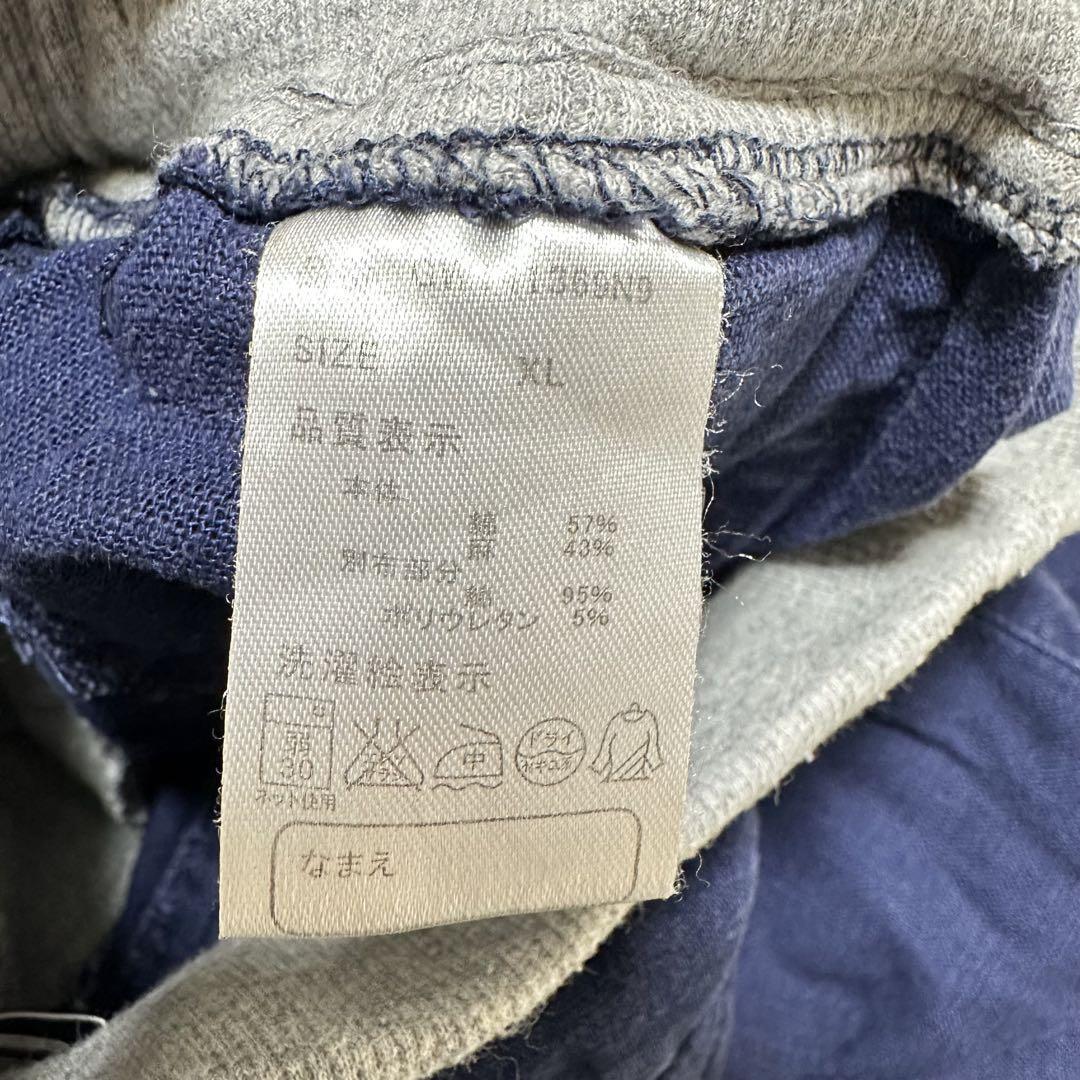 L369N9
SIZE XL
品質表示
本体
綿 57%
麻 43%
別布部分
綿 95%
ポリウレタン 5%
洗濯絵表示
弱
30
中
ドライ
ネット使用
なまえ